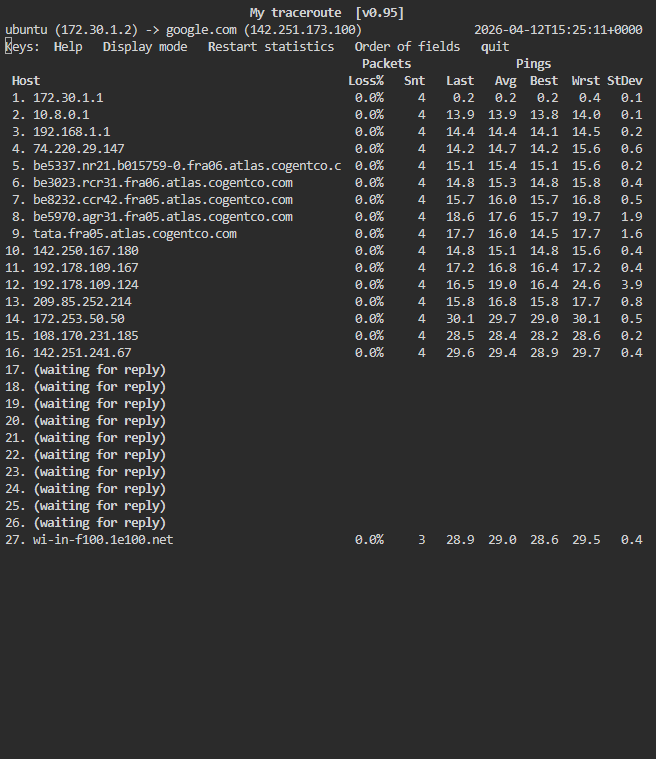 My traceroute  [v0.95]
ubuntu (172.30.1.2) -> google.com (142.251.173.100)                2026-04-12T15:25:11+0000
Keys:  Help   Display mode   Restart statistics   Order of fields   quit
                                                   Packets               Pings
 Host                                            Loss%   Snt   Last   Avg  Best  Wrst StDev
 1. 172.30.1.1                                    0.0%     4    0.2   0.2   0.2   0.4   0.1
 2. 10.8.0.1                                      0.0%     4   13.9  13.9  13.8  14.0   0.1
 3. 192.168.1.1                                   0.0%     4   14.4  14.4  14.1  14.5   0.2
 4. 74.220.29.147                                 0.0%     4   14.2  14.7  14.2  15.6   0.6
 5. be5337.nr21.b015759-0.fra06.atlas.cogentco.c  0.0%     4   15.1  15.4  15.1  15.6   0.2
 6. be3023.rcr31.fra06.atlas.cogentco.com         0.0%     4   14.8  15.3  14.8  15.8   0.4
 7. be8232.ccr42.fra05.atlas.cogentco.com         0.0%     4   15.7  16.0  15.7  16.8   0.5
 8. be5970.agr31.fra05.atlas.cogentco.com         0.0%     4   18.6  17.6  15.7  19.7   1.9
 9. tata.fra05.atlas.cogentco.com                 0.0%     4   17.7  16.0  14.5  17.7   1.6
10. 142.250.167.180                               0.0%     4   14.8  15.1  14.8  15.6   0.4
11. 192.178.109.167                               0.0%     4   17.2  16.8  16.4  17.2   0.4
12. 192.178.109.124                               0.0%     4   16.5  19.0  16.4  24.6   3.9
13. 209.85.252.214                                0.0%     4   15.8  16.8  15.8  17.7   0.8
14. 172.253.50.50                                 0.0%     4   30.1  29.7  29.0  30.1   0.5
15. 108.170.231.185                               0.0%     4   28.5  28.4  28.2  28.6   0.2
16. 142.251.241.67                                0.0%     4   29.6  29.4  28.9  29.7   0.4
17. (waiting for reply)
18. (waiting for reply)
19. (waiting for reply)
20. (waiting for reply)
21. (waiting for reply)
22. (waiting for reply)
23. (waiting for reply)
24. (waiting for reply)
25. (waiting for reply)
26. (waiting for reply)
27. wi-in-f100.1e100.net                          0.0%     3   28.9  29.0  28.6  29.5   0.4